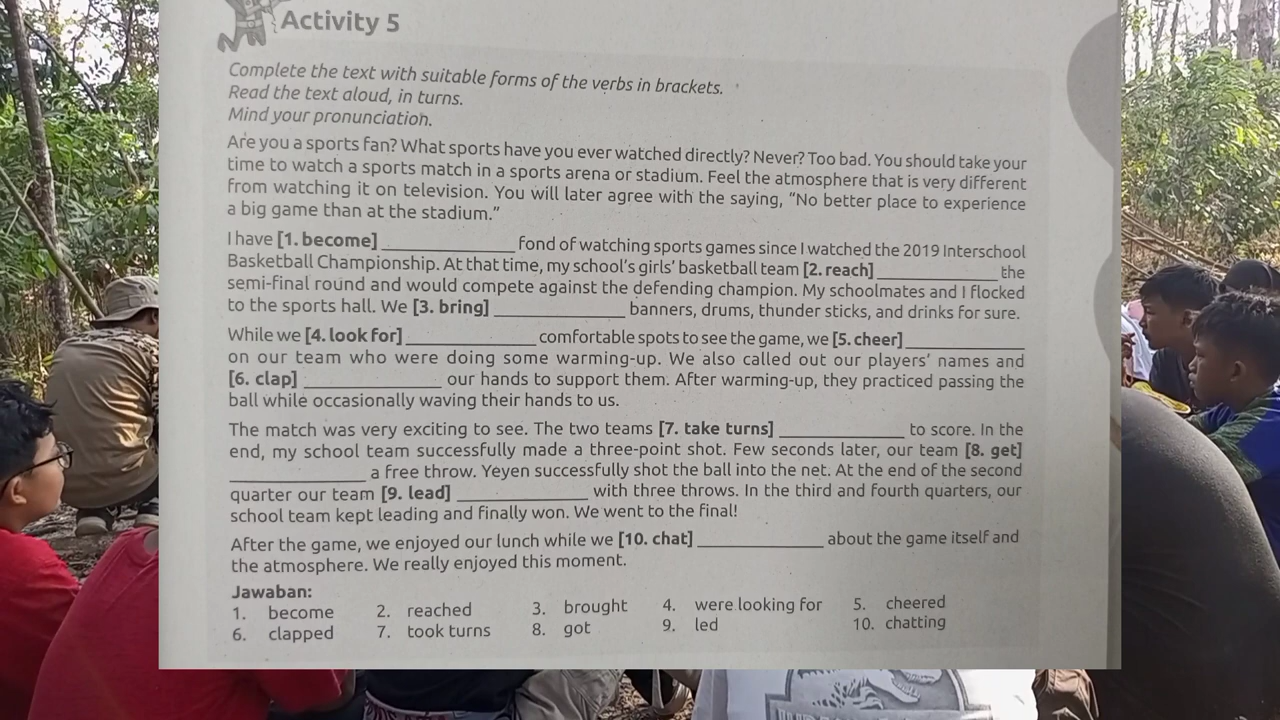 Activity 5
Complete the text with suitable forms of the verbs in brackets.
Read the text aloud, in turns.
Mind your pronunciation.
Are you a sports fan? What sports have you ever watched directly? Never? Too bad. You should take your
time to watch a sports match in a sports arena or stadium. Feel the atmosphere that is very different
from watching it on television. You will later agree with the saying, “No better place to experience
a big game than at the stadium.”
I have [1. become] ____________ fond of watching sports games since I watched the 2019 Interschool
Basketball Championship. At that time, my school’s girls’ basketball team [2. reach] ____________ the
semi-final round and would compete against the defending champion. My schoolmates and I flocked
to the sports hall. We [3. bring] ____________ banners, drums, thunder sticks, and drinks for sure.
While we [4. look for] ____________ comfortable spots to see the game, we [5. cheer] ____________
on our team who were doing some warming-up. We also called out our players’ names and
[6. clap] ____________ our hands to support them. After warming-up, they practiced passing the
ball while occasionally waving their hands to us.
The match was very exciting to see. The two teams [7. take turns] ____________ to score. In the
end, my school team successfully made a three-point shot. Few seconds later, our team [8. get]
____________ a free throw. Yeyen successfully shot the ball into the net. At the end of the second
quarter our team [9. lead] ____________ with three throws. In the third and fourth quarters, our
school team kept leading and finally won. We went to the final!
After the game, we enjoyed our lunch while we [10. chat] ____________ about the game itself and
the atmosphere. We really enjoyed this moment.
Jawaban:
1. become 2. reached 3. brought 4. were looking for 5. cheered
6. clapped 7. took turns 8. got 9. led 10. chatting